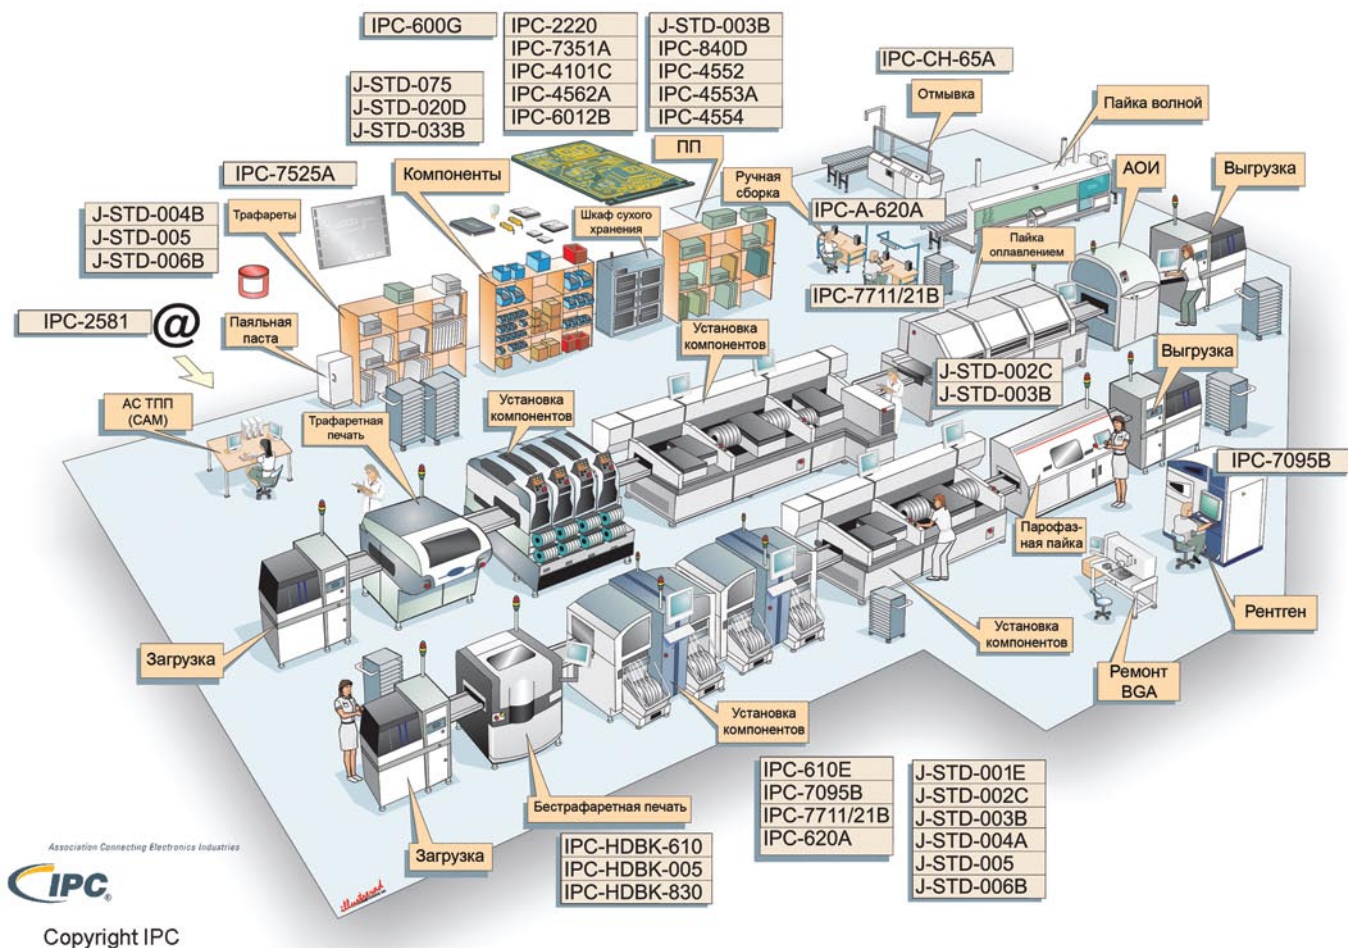 IPC-600G
IPC-2220
IPC-7351A
IPC-4101C
IPC-4562A
IPC-6012B
J-STD-003B
IPC-840D
IPC-4552
IPC-4553A
IPC-4554
J-STD-075
J-STD-020D
J-STD-033B
IPC-CH-65A
Отмывка
Пайка волной
ПП
АОИ
Выгрузка
IPC-7525A
Компоненты
Ручная
сборка
J-STD-004B
J-STD-005
J-STD-006B
Трафареты
Шкаф сухого
хранения
IPC-A-620A
Пайка
оплавлением
IPC-7711/21B
IPC-2581
@
Паяльная
паста
Установка
компонентов
Выгрузка
J-STD-002C
J-STD-003B
АС ТПП
(CAM)
Трафаретная
печать
Установка
компонентов
IPC-7095B
Парофаз-
ная пайка
Рентген
Загрузка
Установка
компонентов
Ремонт
BGA
Установка
компонентов
Бестрафаретная печать
Загрузка
IPC-610E
IPC-7095B
IPC-7711/21B
IPC-620A
J-STD-001E
J-STD-002C
J-STD-003B
J-STD-004A
J-STD-005
J-STD-006B
IPC-HDBK-610
IPC-HDBK-005
IPC-HDBK-830
Association Connecting Electronics Industries
IPC®
Copyright IPC